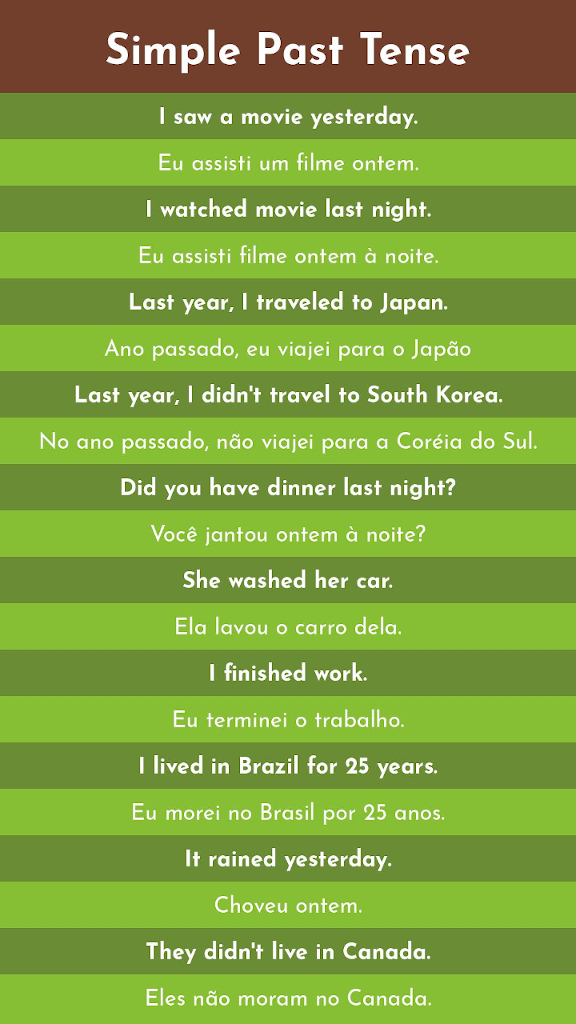 Simple Past Tense
I saw a movie yesterday.
Eu assisti um filme ontem.
I watched movie last night.
Eu assisti filme ontem à noite.
Last year, I traveled to Japan.
Ano passado, eu viajei para o Japão
Last year, I didn't travel to South Korea.
No ano passado, não viajei para a Coréia do Sul.
Did you have dinner last night?
Você jantou ontem à noite?
She washed her car.
Ela lavou o carro dela.
I finished work.
Eu terminei o trabalho.
I lived in Brazil for 25 years.
Eu morei no Brasil por 25 anos.
It rained yesterday.
Choveu ontem.
They didn't live in Canada.
Eles não moram no Canada.